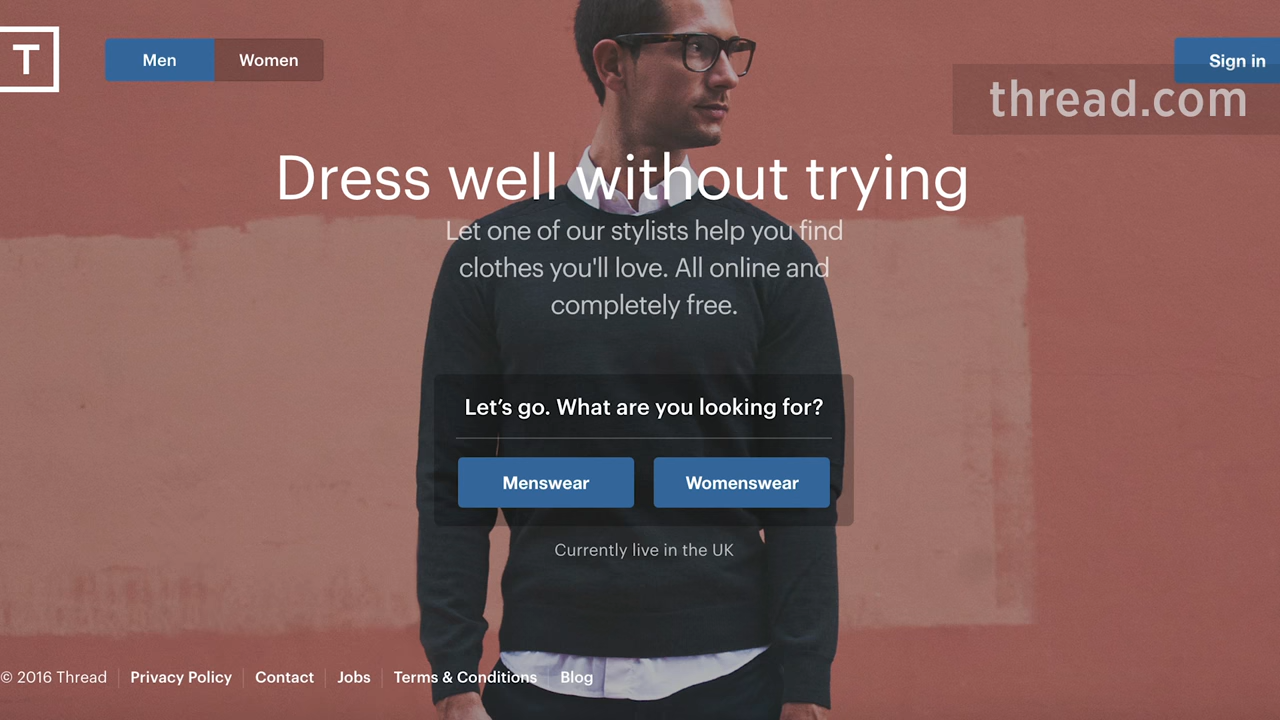 T
Men
Women
Sign in
thread.com
Dress well without trying
Let one of our stylists help you find
clothes you'll love. All online and
completely free.
Let’s go. What are you looking for?
Menswear
Womenswear
Currently live in the UK
© 2016 Thread
Privacy Policy
Contact
Jobs
Terms & Conditions
Blog